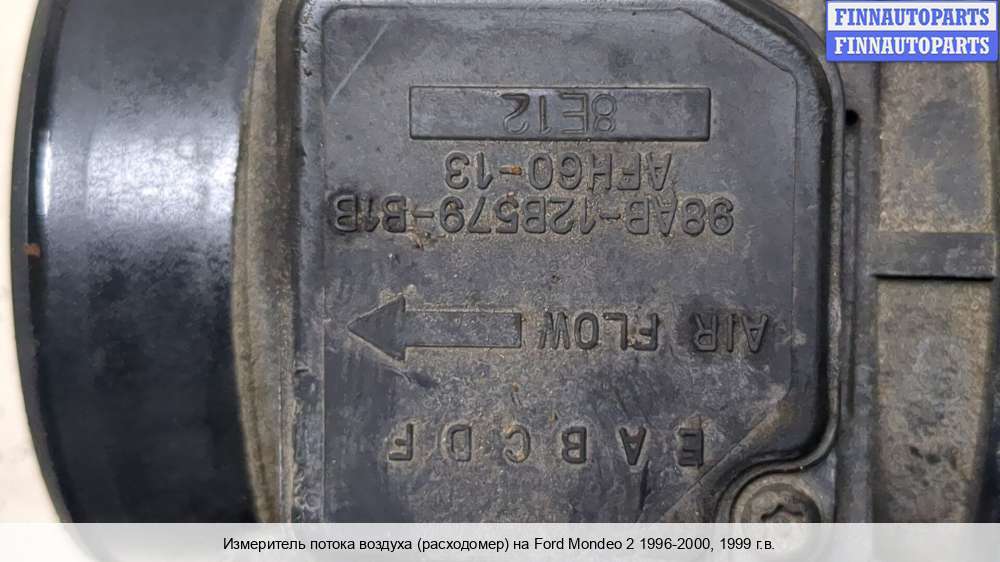 FINNAUTOPARTS
FINNAUTOPARTS
E A B C D F
AIR FLOW
98AB-12B579-B1B
AFH60-13
8E12
Измеритель потока воздуха (расходомер) на Ford Mondeo 2 1996-2000, 1999 г.в.